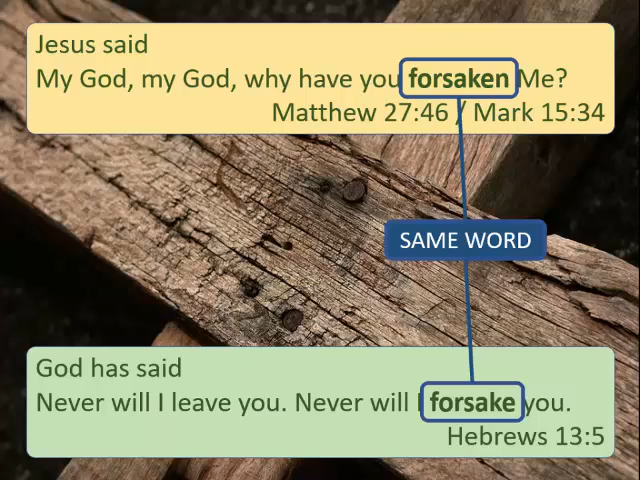 Jesus said
My God, my God, why have you forsaken Me?
Matthew 27:46 / Mark 15:34
SAME WORD
God has said
Never will I leave you. Never will I forsake you.
Hebrews 13:5